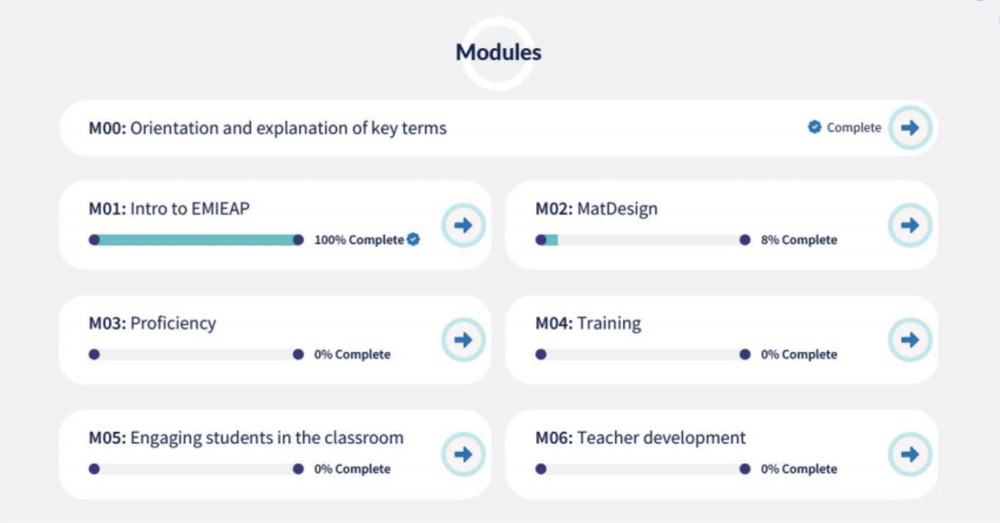 Modules
M00: Orientation and explanation of key terms
Complete
M01: Intro to EMIEAP
100% Complete
M02: MatDesign
8% Complete
M03: Proficiency
0% Complete
M04: Training
0% Complete
M05: Engaging students in the classroom
0% Complete
M06: Teacher development
0% Complete